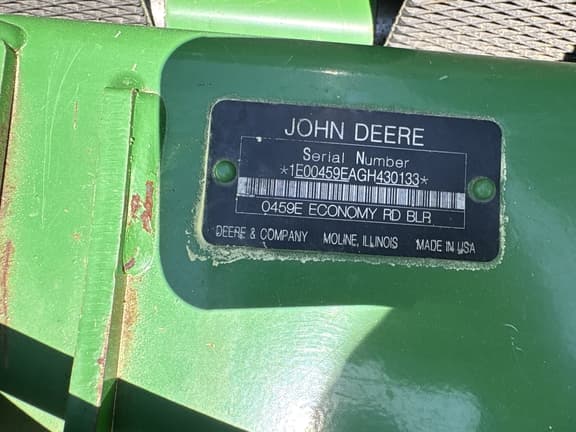 JOHN DEERE
Serial Number
*1E00459EAGH430133*
0459E ECONOMY RD BLR
DEERE & COMPANY MOLINE, ILLINOIS MADE IN USA